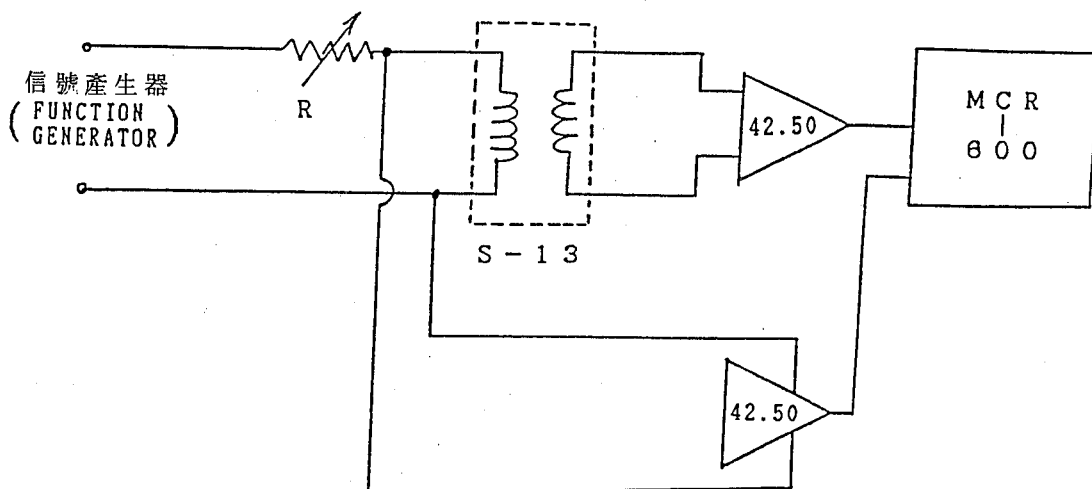 信號產生器
( FUNCTION
GENERATOR )
R
S-13
42.50
MCR
-
600
42.50